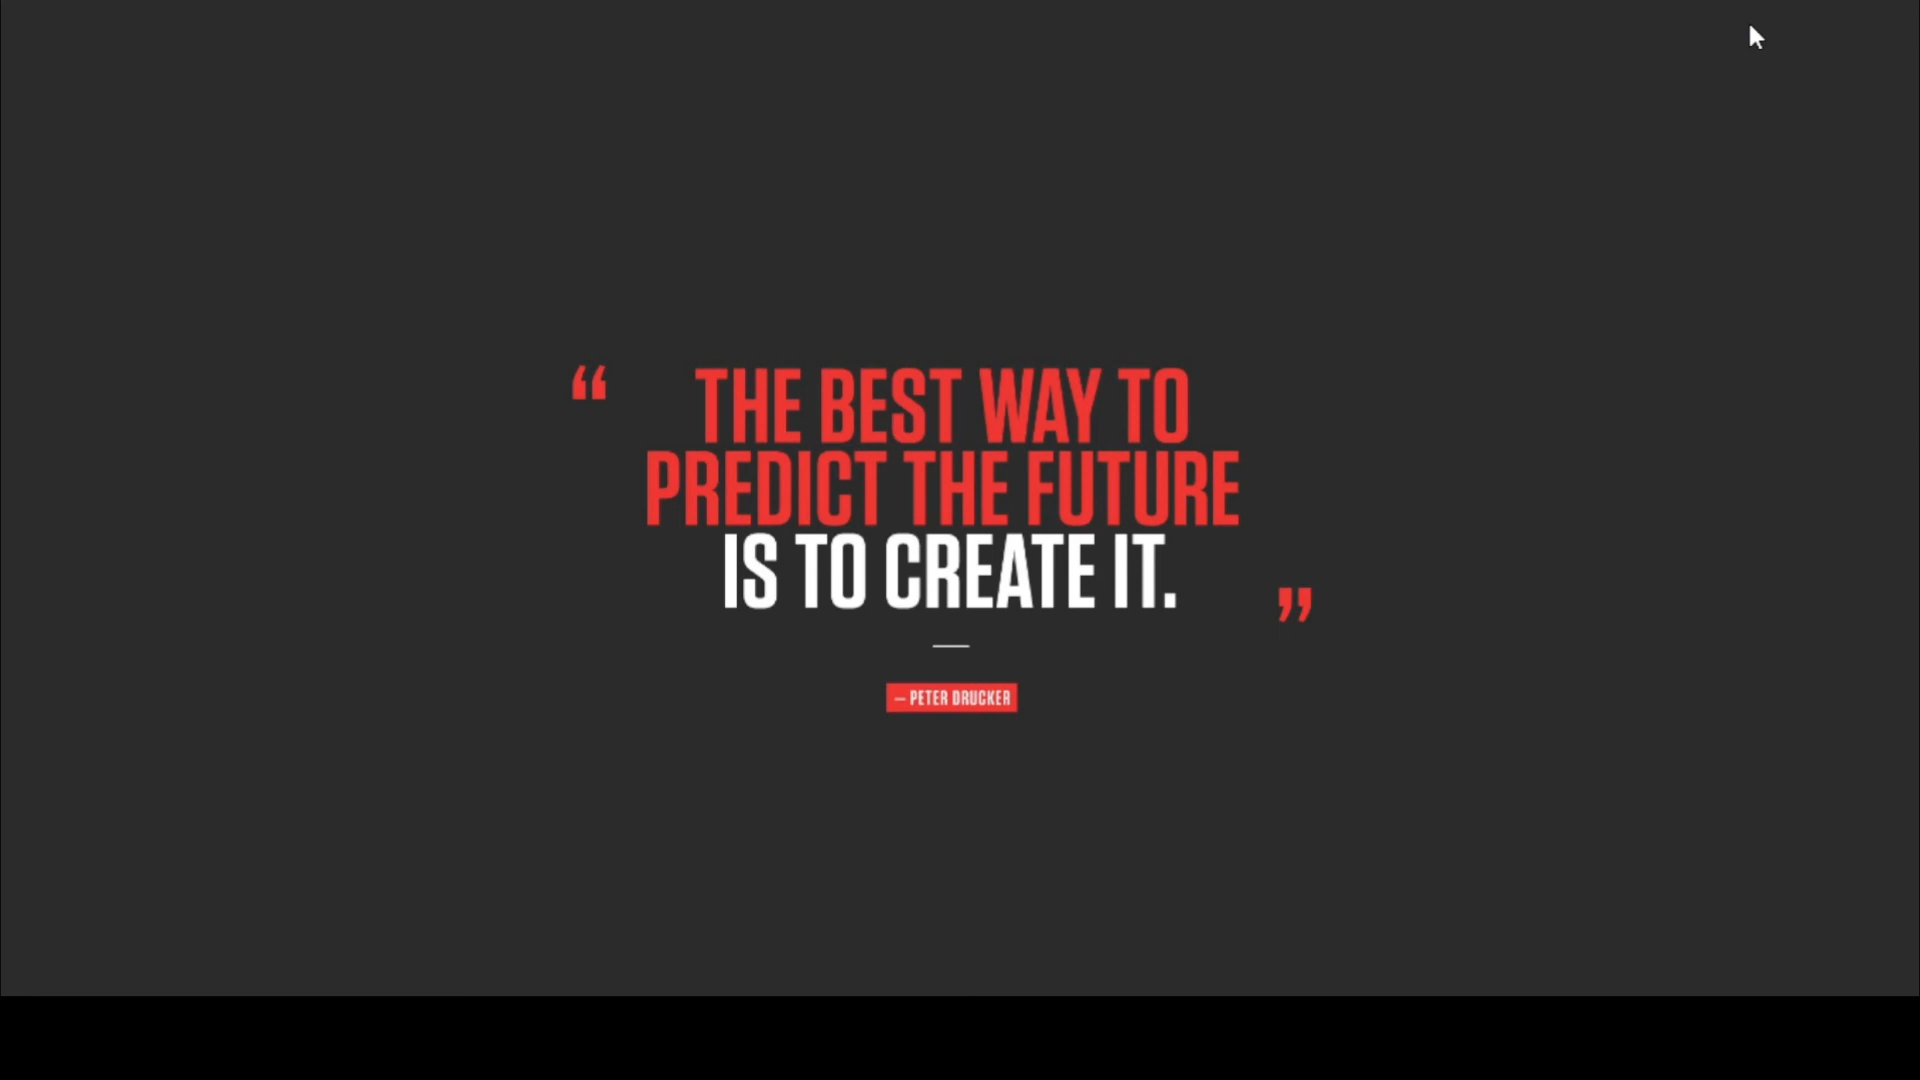 “ THE BEST WAY TO
PREDICT THE FUTURE
IS TO CREATE IT. ”
– PETER DRUCKER